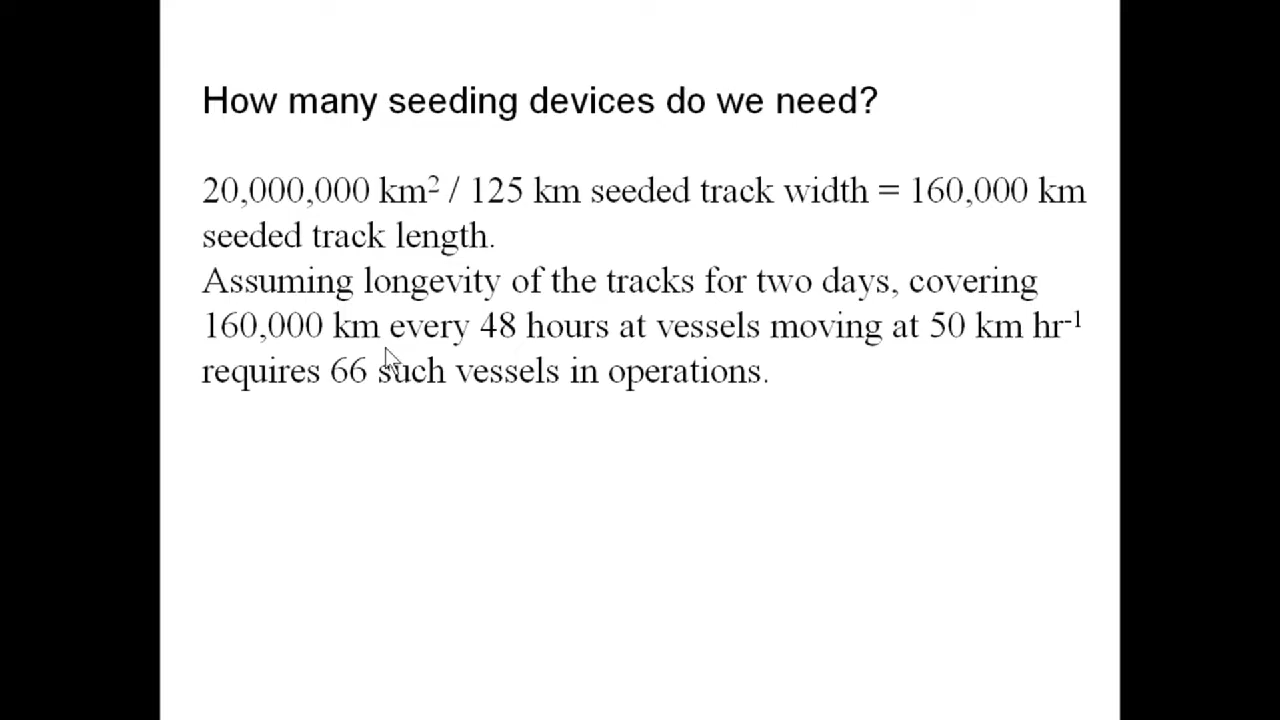 How many seeding devices do we need?
20,000,000 km² / 125 km seeded track width = 160,000 km
seeded track length.
Assuming longevity of the tracks for two days, covering
160,000 km every 48 hours at vessels moving at 50 km hr⁻¹
requires 66 such vessels in operations.